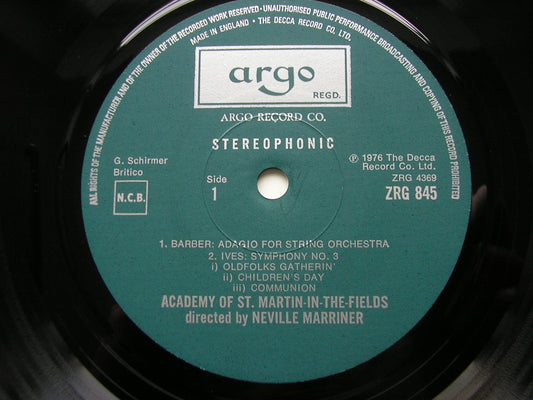 ALL RIGHTS OF THE MANUFACTURER AND OF THE OWNER OF THE RECORDED WORK RESERVED · UNAUTHORISED PUBLIC PERFORMANCE BROADCASTING AND COPYING OF THIS RECORD PROHIBITED
MADE IN ENGLAND · THE DECCA RECORD CO. LTD.
argo
REGD.
ARGO RECORD CO.
STEREOPHONIC
G. Schirmer
Britico
N.C.B.
Side
1
℗ 1976 The Decca
Record Co. Ltd.
ZRG 4369
ZRG 845
1. BARBER: ADAGIO FOR STRING ORCHESTRA
2. IVES: SYMPHONY NO. 3
i) OLDFOLKS GATHERIN'
ii) CHILDREN'S DAY
iii) COMMUNION
ACADEMY OF ST. MARTIN-IN-THE-FIELDS
directed by NEVILLE MARRINER